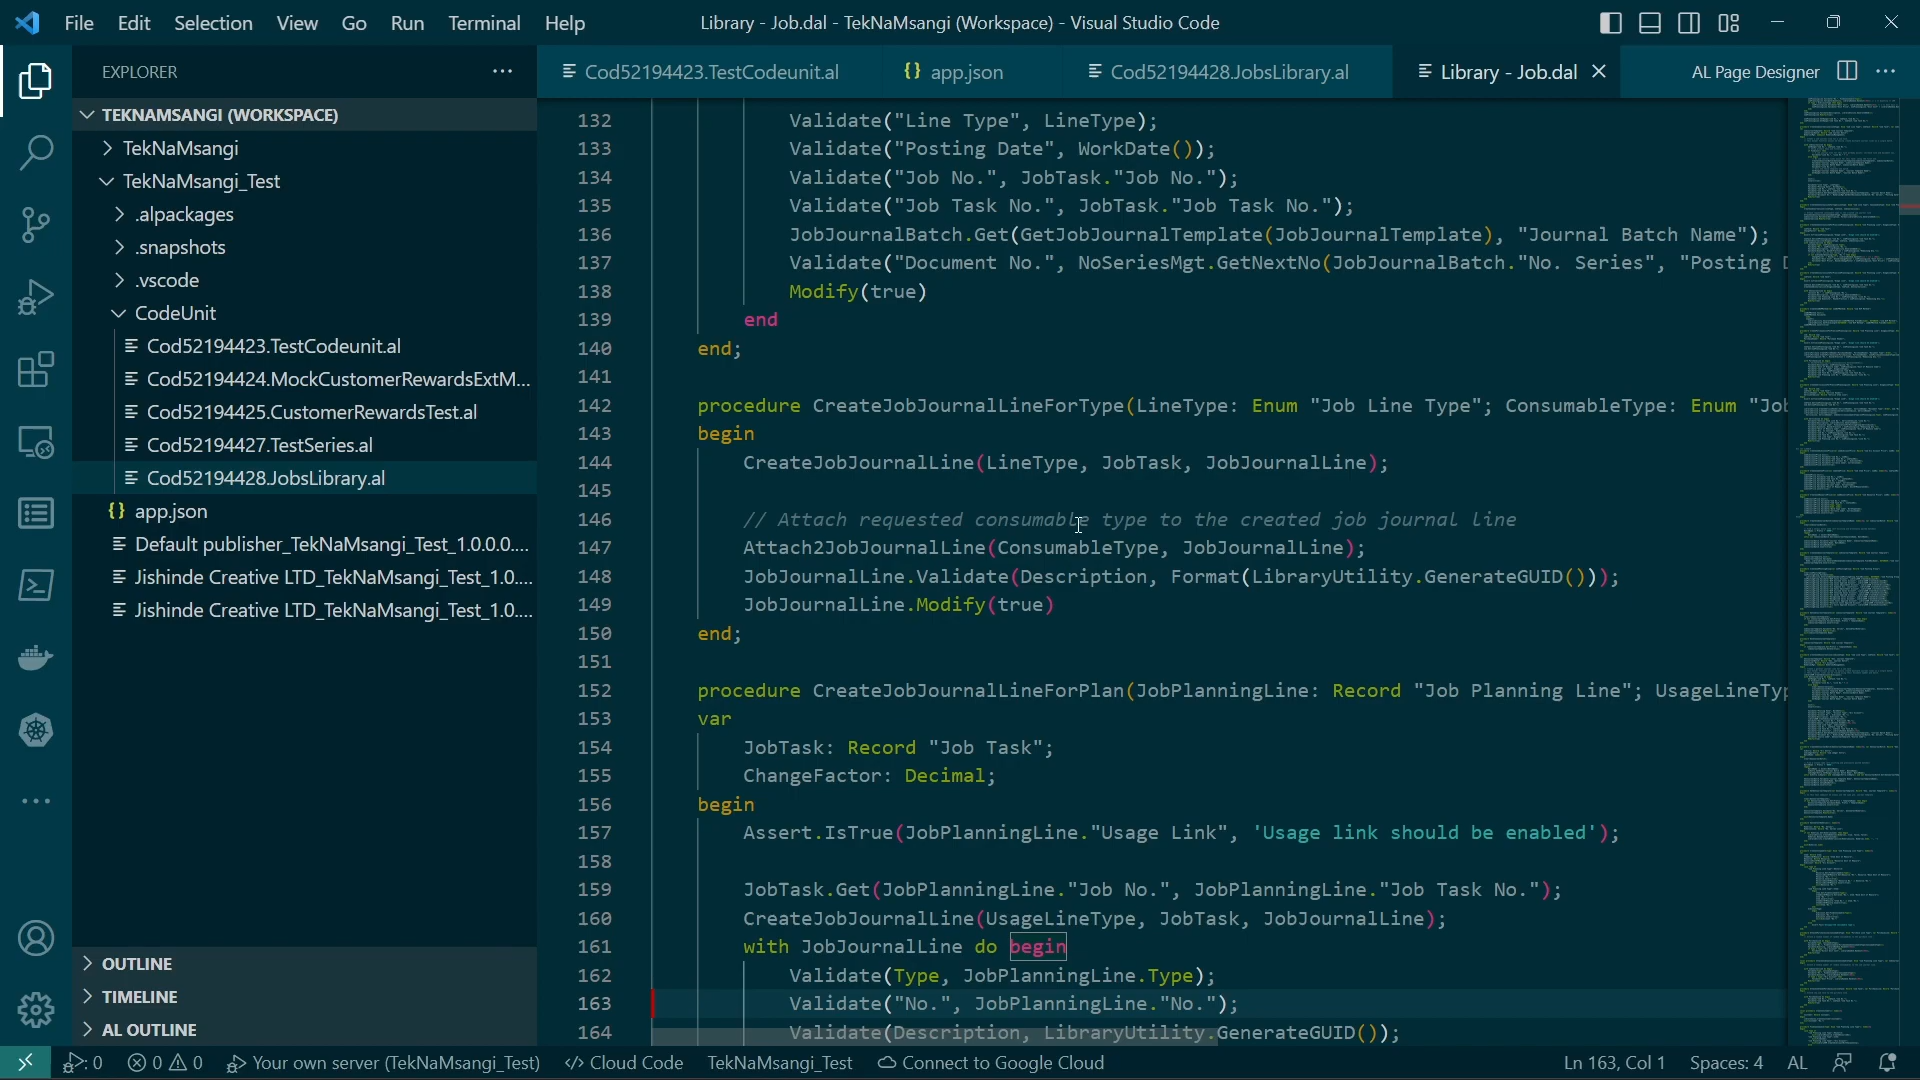 File Edit Selection View Go Run Terminal Help
Library - Job.dal - TekNaMsangi (Workspace) - Visual Studio Code
EXPLORER
Cod52194423.TestCodeunit.al
{} app.json
Cod52194428.JobsLibrary.al
Library - Job.dal
AL Page Designer
TEKNAMSANGI (WORKSPACE)
TekNaMsangi
TekNaMsangi_Test
.alpackages
.snapshots
.vscode
CodeUnit
Cod52194423.TestCodeunit.al
Cod52194424.MockCustomerRewardsExtM...
Cod52194425.CustomerRewardsTest.al
Cod52194427.TestSeries.al
Cod52194428.JobsLibrary.al
{} app.json
Default publisher_TekNaMsangi_Test_1.0.0.0....
Jishinde Creative LTD_TekNaMsangi_Test_1.0....
Jishinde Creative LTD_TekNaMsangi_Test_1.0....
OUTLINE
TIMELINE
AL OUTLINE
132 Validate("Line Type", LineType);
133 Validate("Posting Date", WorkDate());
134 Validate("Job No.", JobTask."Job No.");
135 Validate("Job Task No.", JobTask."Job Task No.");
136 JobJournalBatch.Get(GetJobJournalTemplate(JobJournalTemplate), "Journal Batch Name");
137 Validate("Document No.", NoSeriesMgt.GetNextNo(JobJournalBatch."No. Series", "Posting D
138 Modify(true)
139 end
140 end;
141
142 procedure CreateJobJournalLineForType(LineType: Enum "Job Line Type"; ConsumableType: Enum "Job
143 begin
144 CreateJobJournalLine(LineType, JobTask, JobJournalLine);
145
146 // Attach requested consumable type to the created job journal line
147 Attach2JobJournalLine(ConsumableType, JobJournalLine);
148 JobJournalLine.Validate(Description, Format(LibraryUtility.GenerateGUID()));
149 JobJournalLine.Modify(true)
150 end;
151
152 procedure CreateJobJournalLineForPlan(JobPlanningLine: Record "Job Planning Line"; UsageLineTyp
153 var
154 JobTask: Record "Job Task";
155 ChangeFactor: Decimal;
156 begin
157 Assert.IsTrue(JobPlanningLine."Usage Link", 'Usage link should be enabled');
158
159 JobTask.Get(JobPlanningLine."Job No.", JobPlanningLine."Job Task No.");
160 CreateJobJournalLine(UsageLineType, JobTask, JobJournalLine);
161 with JobJournalLine do begin
162 Validate(Type, JobPlanningLine.Type);
163 Validate("No.", JobPlanningLine."No.");
164 Validate(Description, LibraryUtility.GenerateGUID());
0 0 0 Your own server (TekNaMsangi_Test) Cloud Code TekNaMsangi_Test Connect to Google Cloud Ln 163, Col 1 Spaces: 4 AL